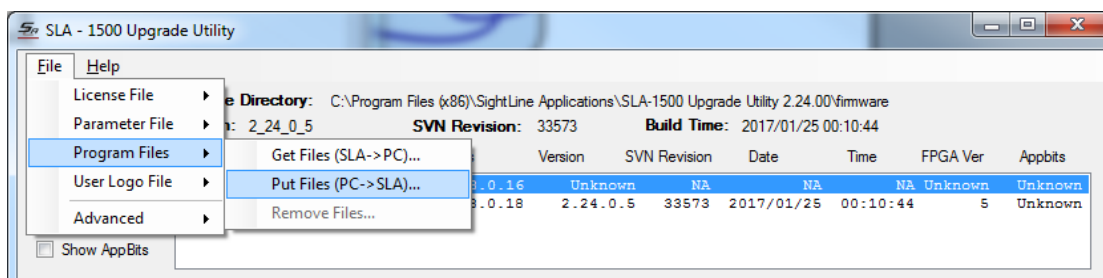 SLA - 1500 Upgrade Utility
File Help
License File
Parameter File
Program Files
User Logo File
Advanced
Show AppBits
Get Files (SLA->PC)...
Put Files (PC->SLA)...
Remove Files...
e Directory: C:\Program Files (x86)\SightLine Applications\SLA-1500 Upgrade Utility 2.24.00\firmware
2_24_0_5 SVN Revision: 33573 Build Time: 2017/01/25 00:10:44
Version SVN Revision Date Time FPGA Ver Appbits
.0.16 Unknown NA NA NA Unknown Unknown
.0.18 2.24.0.5 33573 2017/01/25 00:10:44 5 Unknown